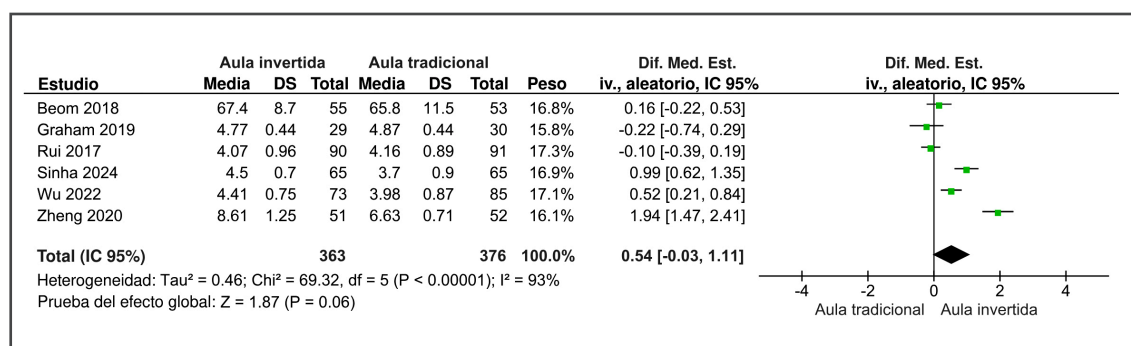 Aula invertida Aula tradicional Dif. Med. Est. Dif. Med. Est.
Estudio Media DS Total Media DS Total Peso iv., aleatorio, IC 95% iv., aleatorio, IC 95%
Beom 2018 67.4 8.7 55 65.8 11.5 53 16.8% 0.16 [-0.22, 0.53]
Graham 2019 4.77 0.44 29 4.87 0.44 30 15.8% -0.22 [-0.74, 0.29]
Rui 2017 4.07 0.96 90 4.16 0.89 91 17.3% -0.10 [-0.39, 0.19]
Sinha 2024 4.5 0.7 65 3.7 0.9 65 16.9% 0.99 [0.62, 1.35]
Wu 2022 4.41 0.75 73 3.98 0.87 85 17.1% 0.52 [0.21, 0.84]
Zheng 2020 8.61 1.25 51 6.63 0.71 52 16.1% 1.94 [1.47, 2.41]
Total (IC 95%) 363 376 100.0% 0.54 [-0.03, 1.11]
Heterogeneidad: Tau² = 0.46; Chi² = 69.32, df = 5 (P < 0.00001); I² = 93%
Prueba del efecto global: Z = 1.87 (P = 0.06)
-4 -2 0 2 4
Aula tradicional Aula invertida